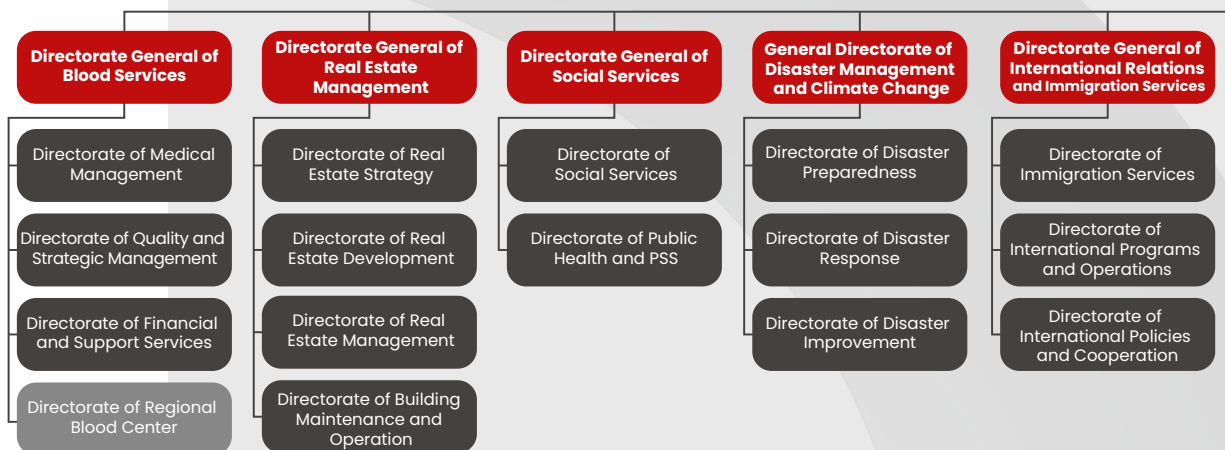 Directorate General of
Blood Services
Directorate of Medical
Management
Directorate of Quality and
Strategic Management
Directorate of Financial
and Support Services
Directorate of Regional
Blood Center
Directorate General of
Real Estate
Management
Directorate of Real
Estate Strategy
Directorate of Real
Estate Development
Directorate of Real
Estate Management
Directorate of Building
Maintenance and
Operation
Directorate General of
Social Services
Directorate of
Social Services
Directorate of Public
Health and PSS
General Directorate of
Disaster Management
and Climate Change
Directorate of Disaster
Preparedness
Directorate of Disaster
Response
Directorate of Disaster
Improvement
Directorate General of
International Relations
and Immigration Services
Directorate of
Immigration Services
Directorate of
International Programs
and Operations
Directorate of
International Policies
and Cooperation